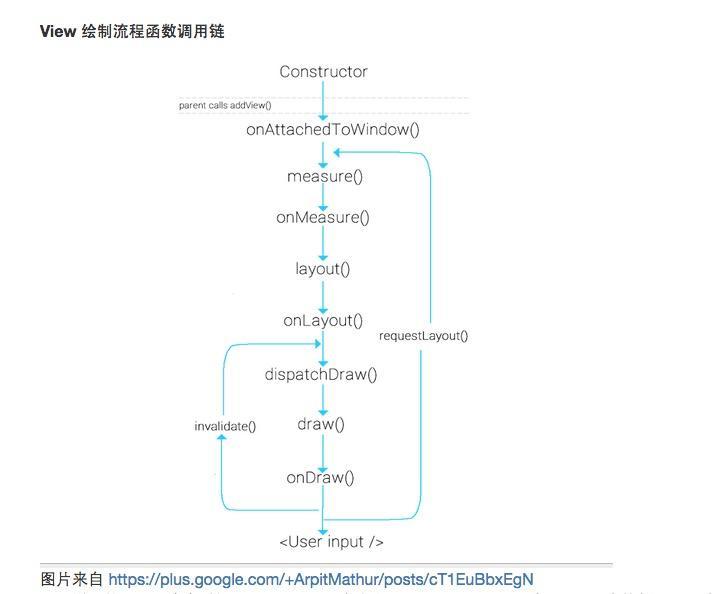 View 绘制流程函数调用链
Constructor
parent calls addView()
onAttachedToWindow()
measure()
onMeasure()
layout()
onLayout()
requestLayout()
dispatchDraw()
invalidate()
draw()
onDraw()
<User input />
图片来自 https://plus.google.com/+ArpitMathur/posts/cT1EuBbxEgN